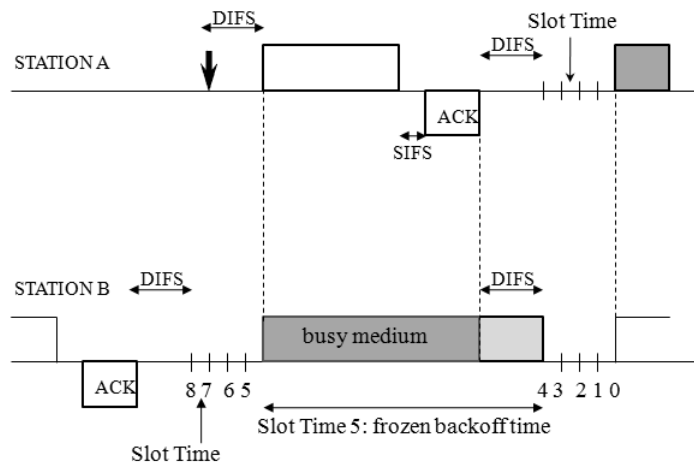 DIFS
Slot Time
STATION A
DIFS
ACK
SIFS
STATION B
DIFS
DIFS
busy medium
ACK
8 7 6 5
4 3 2 1 0
Slot Time 5: frozen backoff time
Slot Time